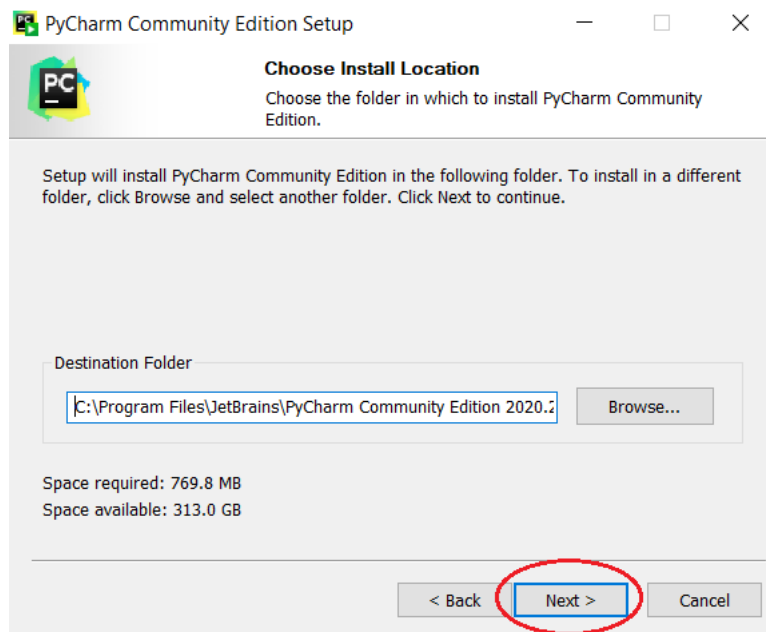 PyCharm Community Edition Setup
PC
Choose Install Location
Choose the folder in which to install PyCharm Community
Edition.
Setup will install PyCharm Community Edition in the following folder. To install in a different
folder, click Browse and select another folder. Click Next to continue.
Destination Folder
C:\Program Files\JetBrains\PyCharm Community Edition 2020.2
Browse...
Space required: 769.8 MB
Space available: 313.0 GB
< Back
Next >
Cancel